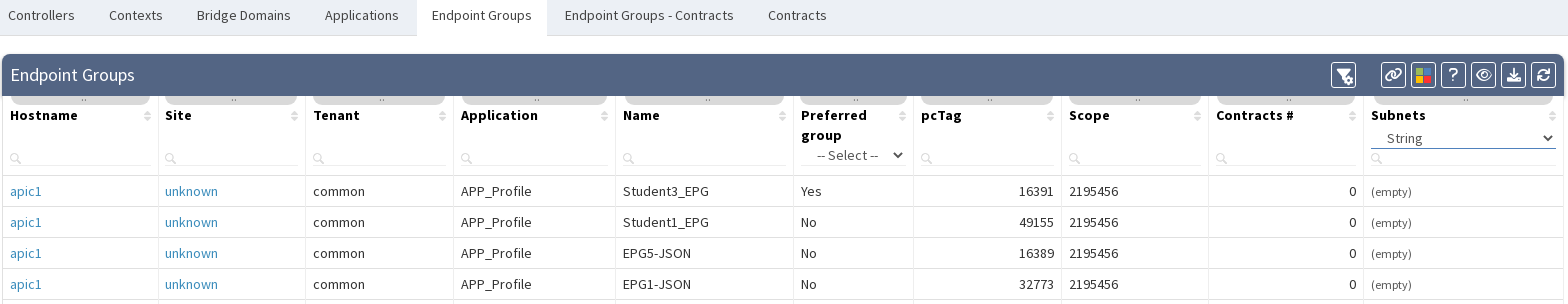 Controllers Contexts Bridge Domains Applications Endpoint Groups Endpoint Groups - Contracts Contracts
Endpoint Groups ?
Hostname Site Tenant Application Name Preferred group pcTag Scope Contracts # Subnets
-- Select -- String
apic1 unknown common APP_Profile Student3_EPG Yes 16391 2195456 0 (empty)
apic1 unknown common APP_Profile Student1_EPG No 49155 2195456 0 (empty)
apic1 unknown common APP_Profile EPG5-JSON No 16389 2195456 0 (empty)
apic1 unknown common APP_Profile EPG1-JSON No 32773 2195456 0 (empty)